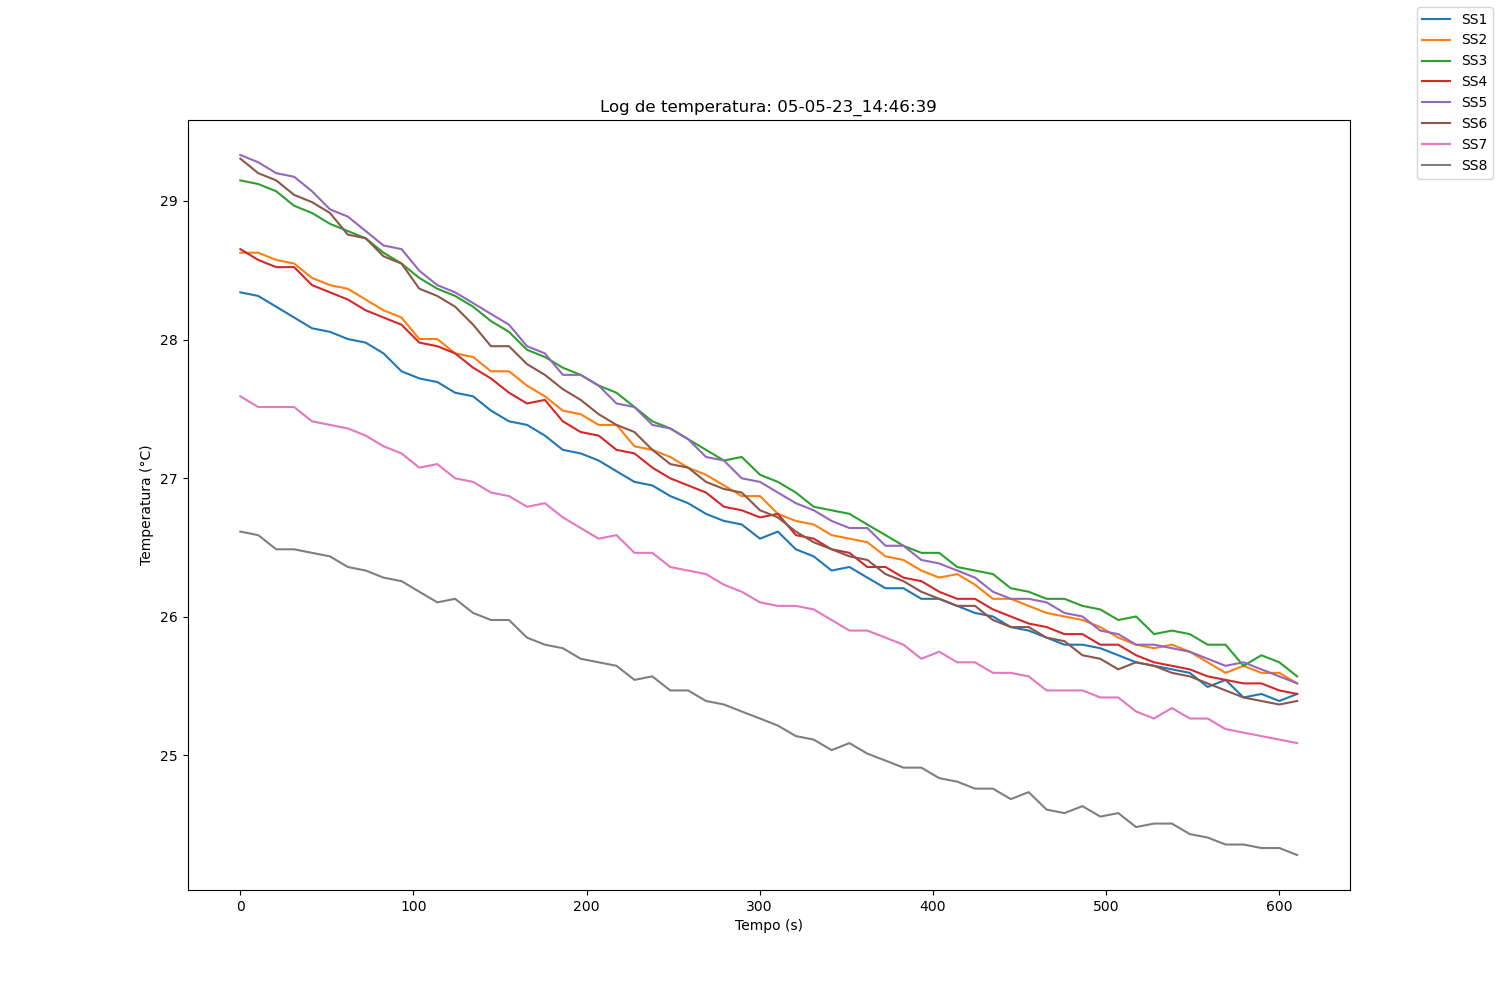 SS1
SS2
SS3
SS4
SS5
SS6
SS7
SS8
Log de temperatura: 05-05-23_14:46:39
29
28
27
26
25
Temperatura (°C)
0 100 200 300 400 500 600
Tempo (s)